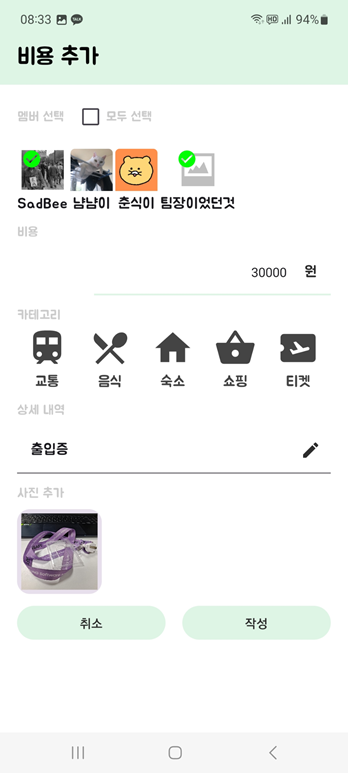 08:33 94%
비용 추가
멤버 선택 모두 선택
SadBee 냠냠이 춘식이 팀장이었던것
비용
30000 원
카테고리
교통 음식 숙소 쇼핑 티켓
상세 내역
출입증
사진 추가
취소 작성